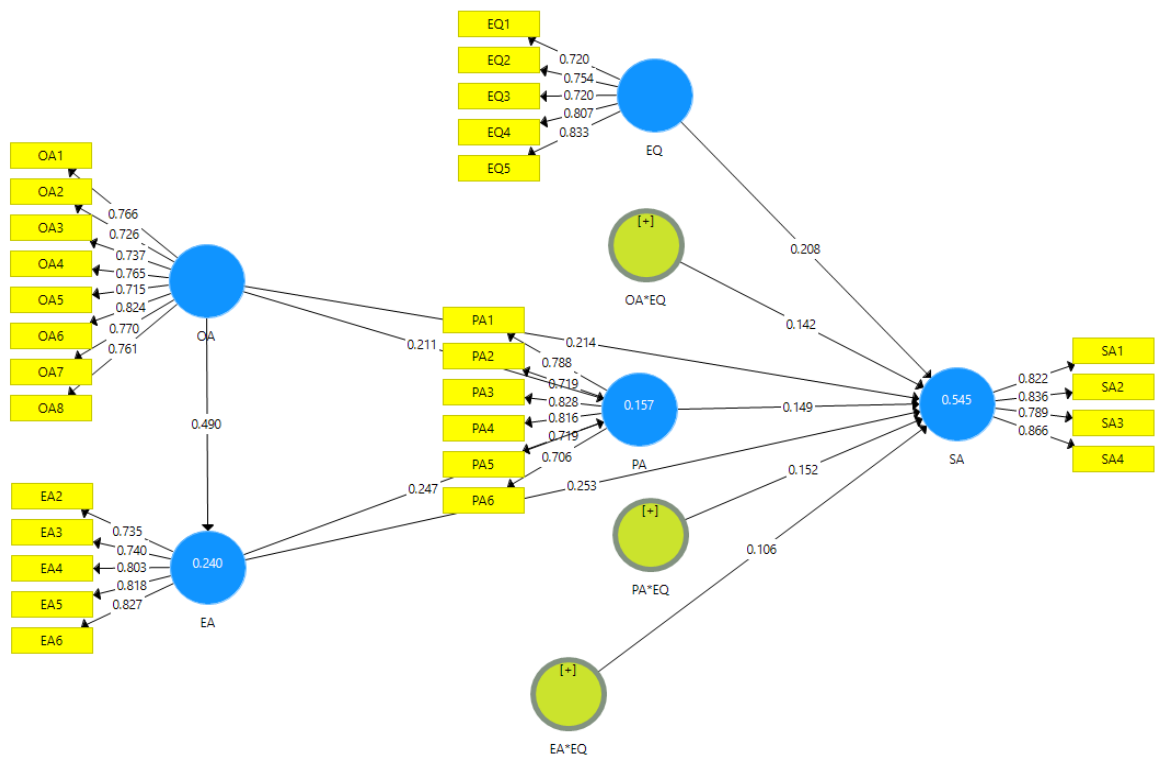 EQ1
EQ2
EQ3
EQ4
EQ5
0.720
0.754
0.720
0.807
0.833
EQ
0.208
[+]
OA*EQ
0.142
OA1
OA2
OA3
OA4
OA5
OA6
OA7
OA8
0.766
0.726
0.737
0.765
0.715
0.824
0.770
0.761
OA
0.211
0.214
0.490
PA1
PA2
PA3
PA4
PA5
PA6
0.788
0.719
0.828
0.816
0.719
0.706
0.157
PA
0.149
0.545
SA
0.822
0.836
0.789
0.866
SA1
SA2
SA3
SA4
EA2
EA3
EA4
EA5
EA6
0.735
0.740
0.803
0.818
0.827
0.240
EA
0.247
0.253
[+]
PA*EQ
0.152
0.106
[+]
EA*EQ